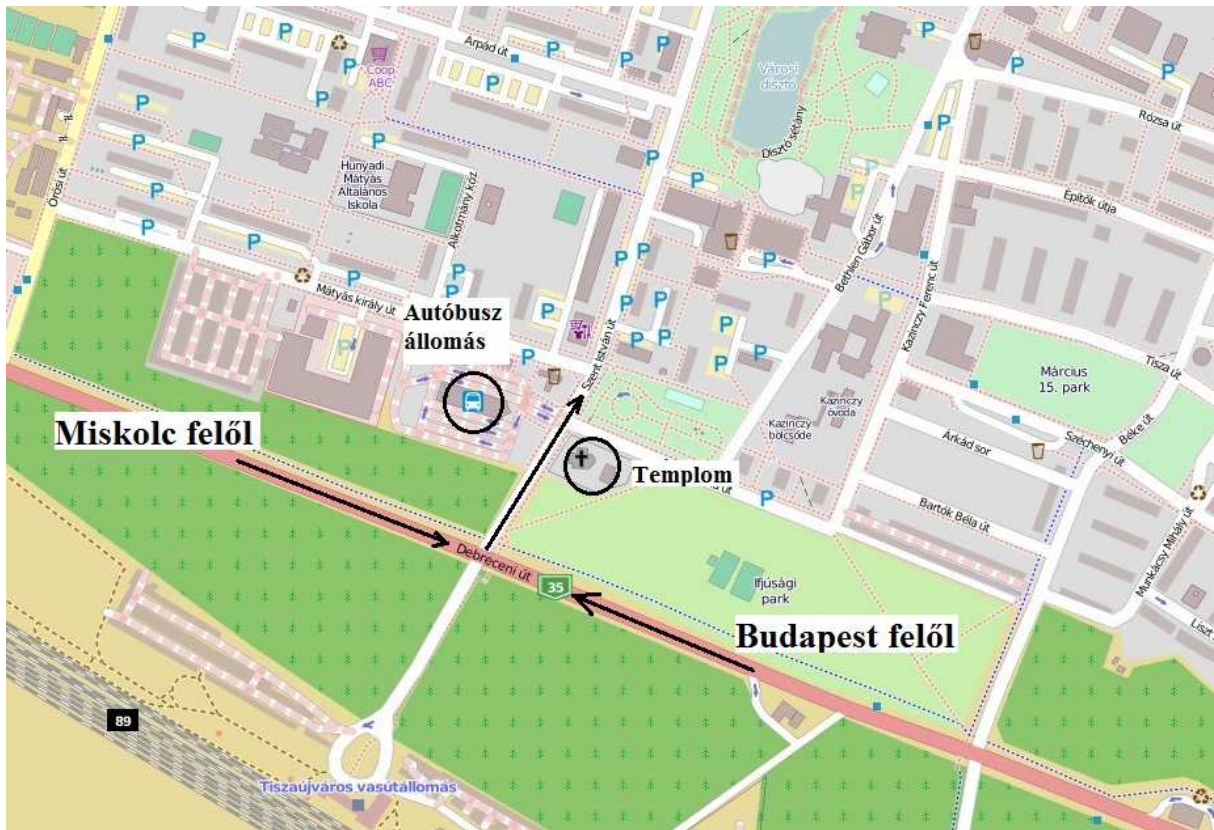 Árpád út
Coop
ABC
Városi
dísztó
Dísztó sétány
Rózsa út
Örösi út
Hunyadi
Mátyás
Általános
Iskola
Alkotmány köz
Építők útja
Bethlen Gábor út
Kazinczy Ferenc út
Mátyás király út
Autóbusz
állomás
Szent István út
Tisza út
Március
15. park
Kazinczy
óvoda
Kazinczy
bölcsőde
Árkád sor
Széchenyi út
Béke út
Miskolc felől
Templom
út
Bartók Béla út
Munkácsy Mihály út
Debreceni út
35
Ifjúsági
park
Budapest felől
Liszt
89
Tiszaújváros vasútállomás
P